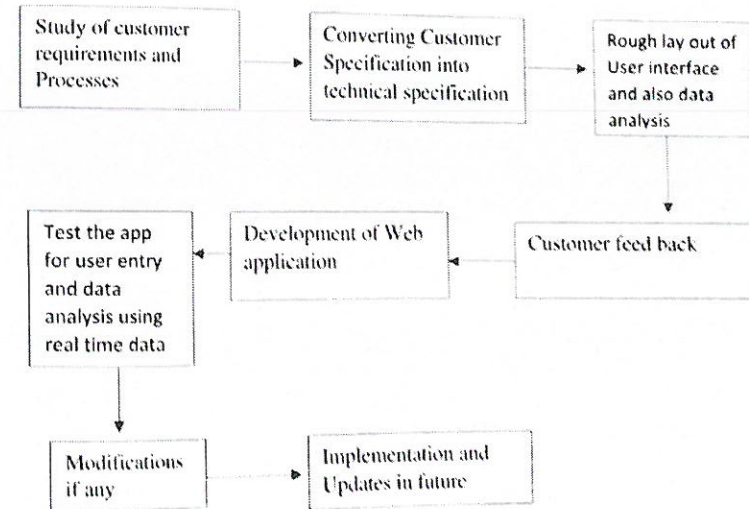 Study of customer
requirements and
Processes
Converting Customer
Specification into
technical specification
Rough lay out of
User interface
and also data
analysis
Customer feed back
Development of Web
application
Test the app
for user entry
and data
analysis using
real time data
Modifications
if any
Implementation and
Updates in future